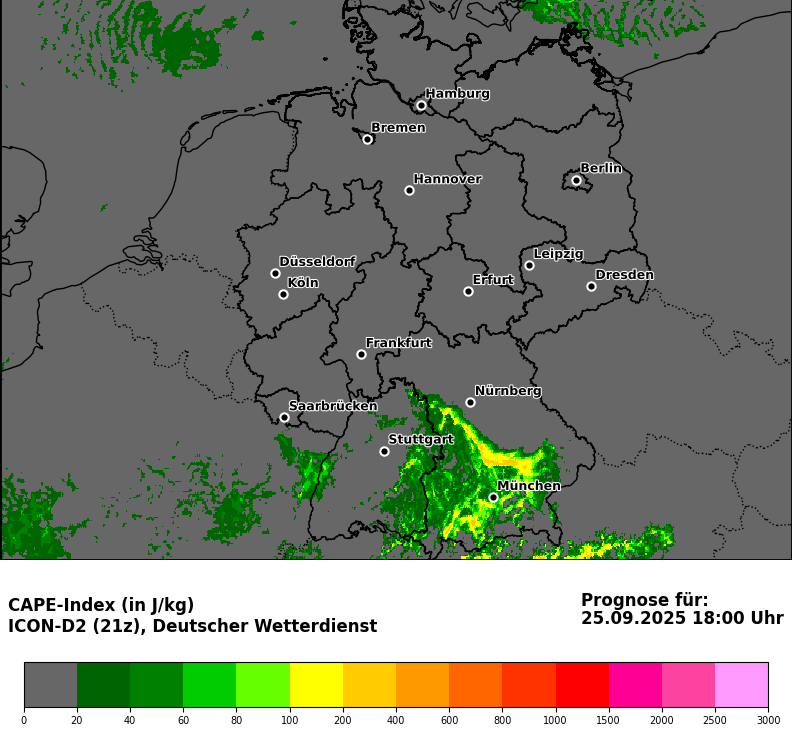 Hamburg
Bremen
Berlin
Hannover
Leipzig
Düsseldorf
Dresden
Köln
Erfurt
Frankfurt
Nürnberg
Saarbrücken
Stuttgart
München
CAPE-Index (in J/kg)
ICON-D2 (21z), Deutscher Wetterdienst
Prognose für:
25.09.2025 18:00 Uhr
0 20 40 60 80 100 200 400 600 800 1000 1500 2000 2500 3000